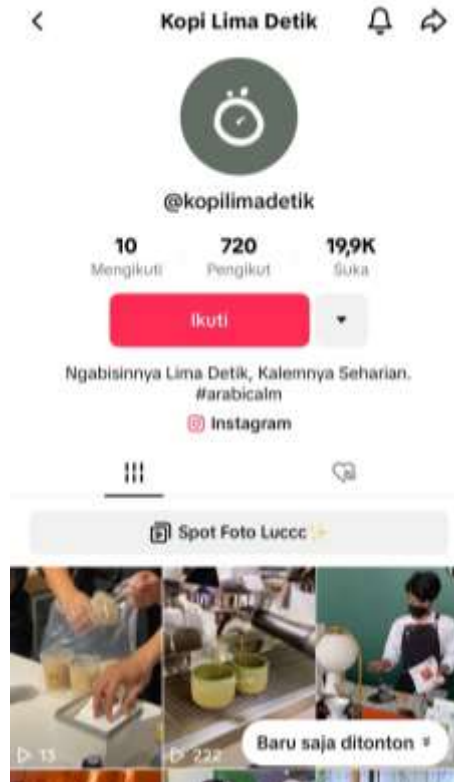 Kopi Lima Detik
@kopilimadetik
10 720 19,9K
Mengikuti Pengikut Suka
Ikuti
Ngabisinnya Lima Detik, Kalemnya Seharian.
#arabicalm
Instagram
Spot Foto Luccc✨
13 222
Baru saja ditonton